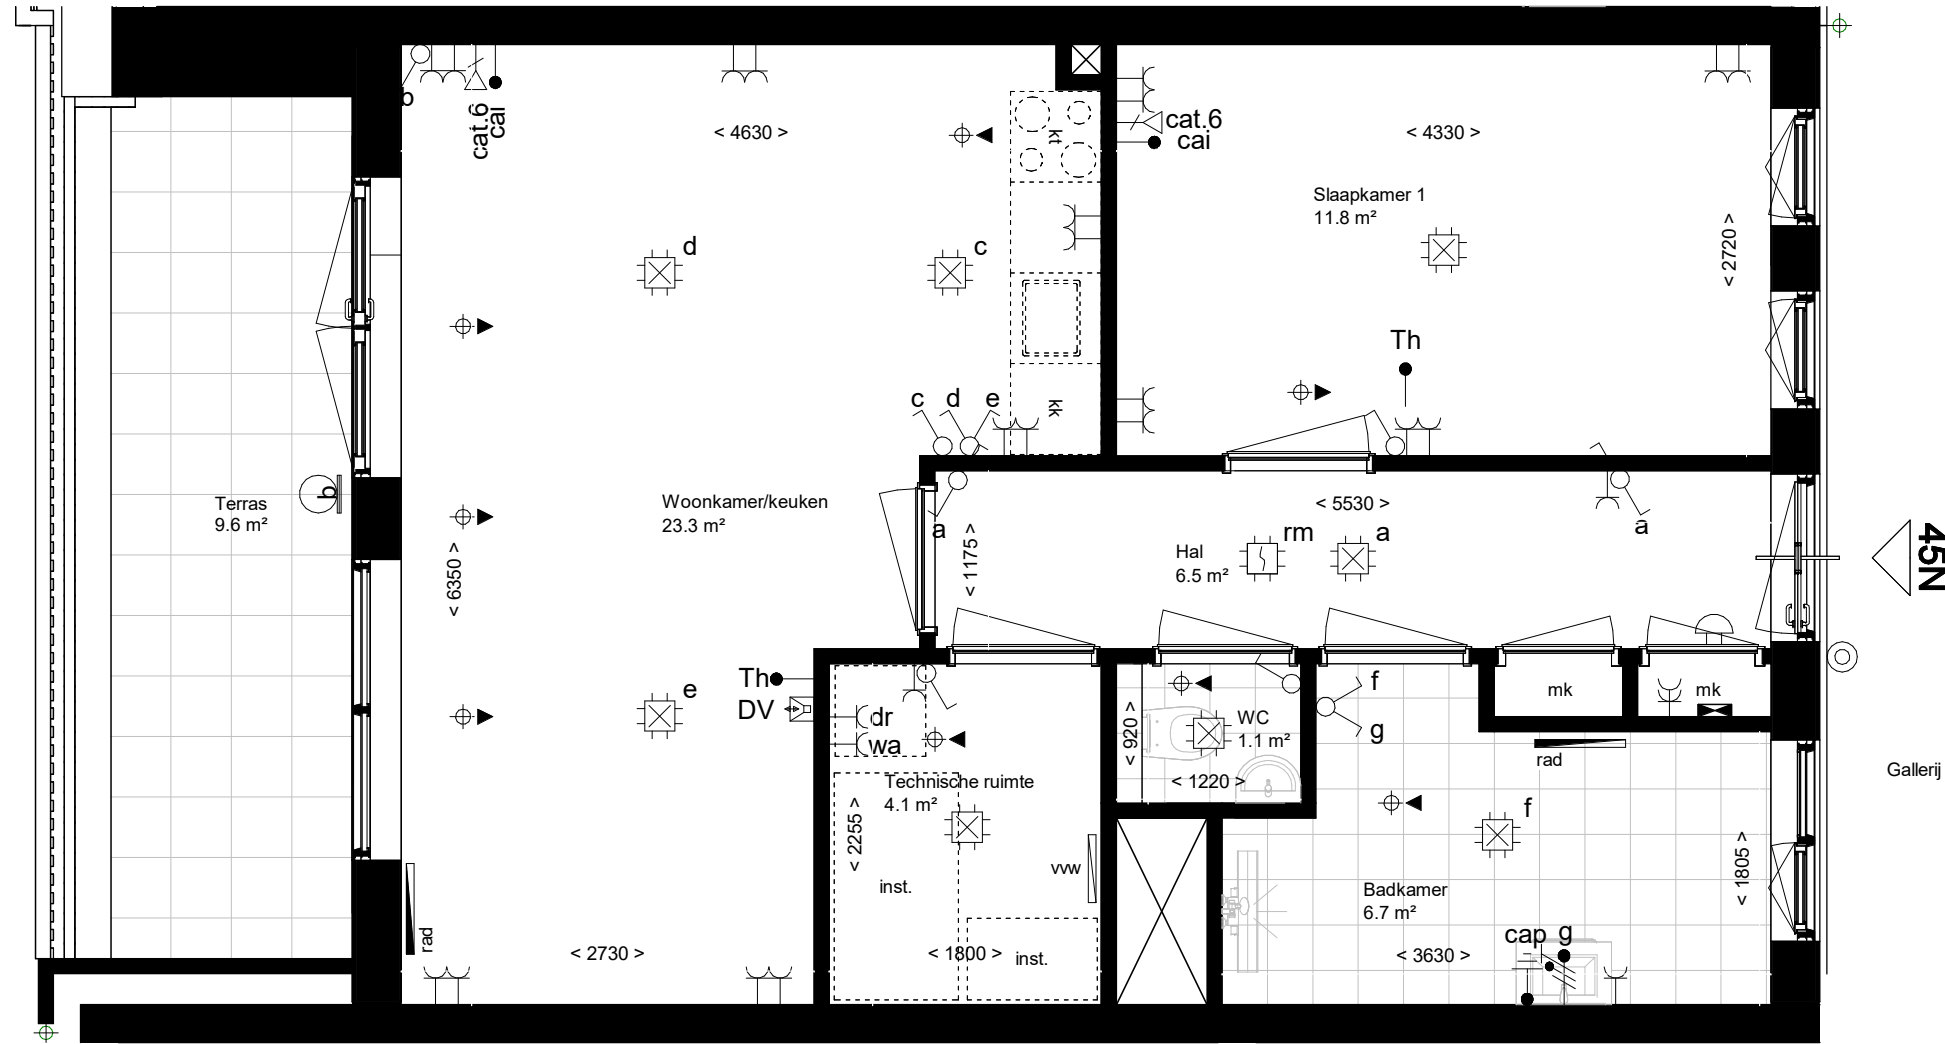 b
cat.6
cai
< 4630 >
kt
cat.6
cai
< 4330 >
Slaapkamer 1
11.8 m²
< 2720 >
d
c
Th
c
d
e
kk
Terras
9.6 m²
b
Woonkamer/keuken
23.3 m²
< 6350 >
a
< 1175 >
< 5530 >
Hal
6.5 m²
rm
a
a
45N
Th
DV
e
dr
wa
Technische ruimte
4.1 m²
< 2255 >
inst.
vvw
< 1800 >
inst.
< 920 >
WC
1.1 m²
< 1220 >
f
g
mk
mk
rad
Gallerij
f
< 1805 >
Badkamer
6.7 m²
cap
g
< 3630 >
rad
< 2730 >